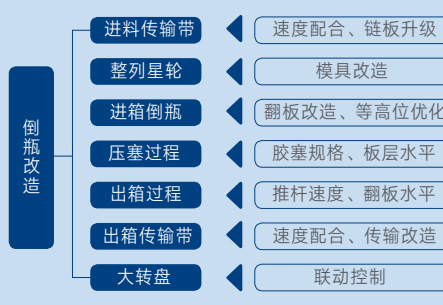 倒瓶改造
进料传输带
速度配合、链板升级
整列星轮
模具改造
进箱倒瓶
翻板改造、等高位优化
压塞过程
胶塞规格、板层水平
出箱过程
推杆速度、翻板水平
出箱传输带
速度配合、传输改造
大转盘
联动控制